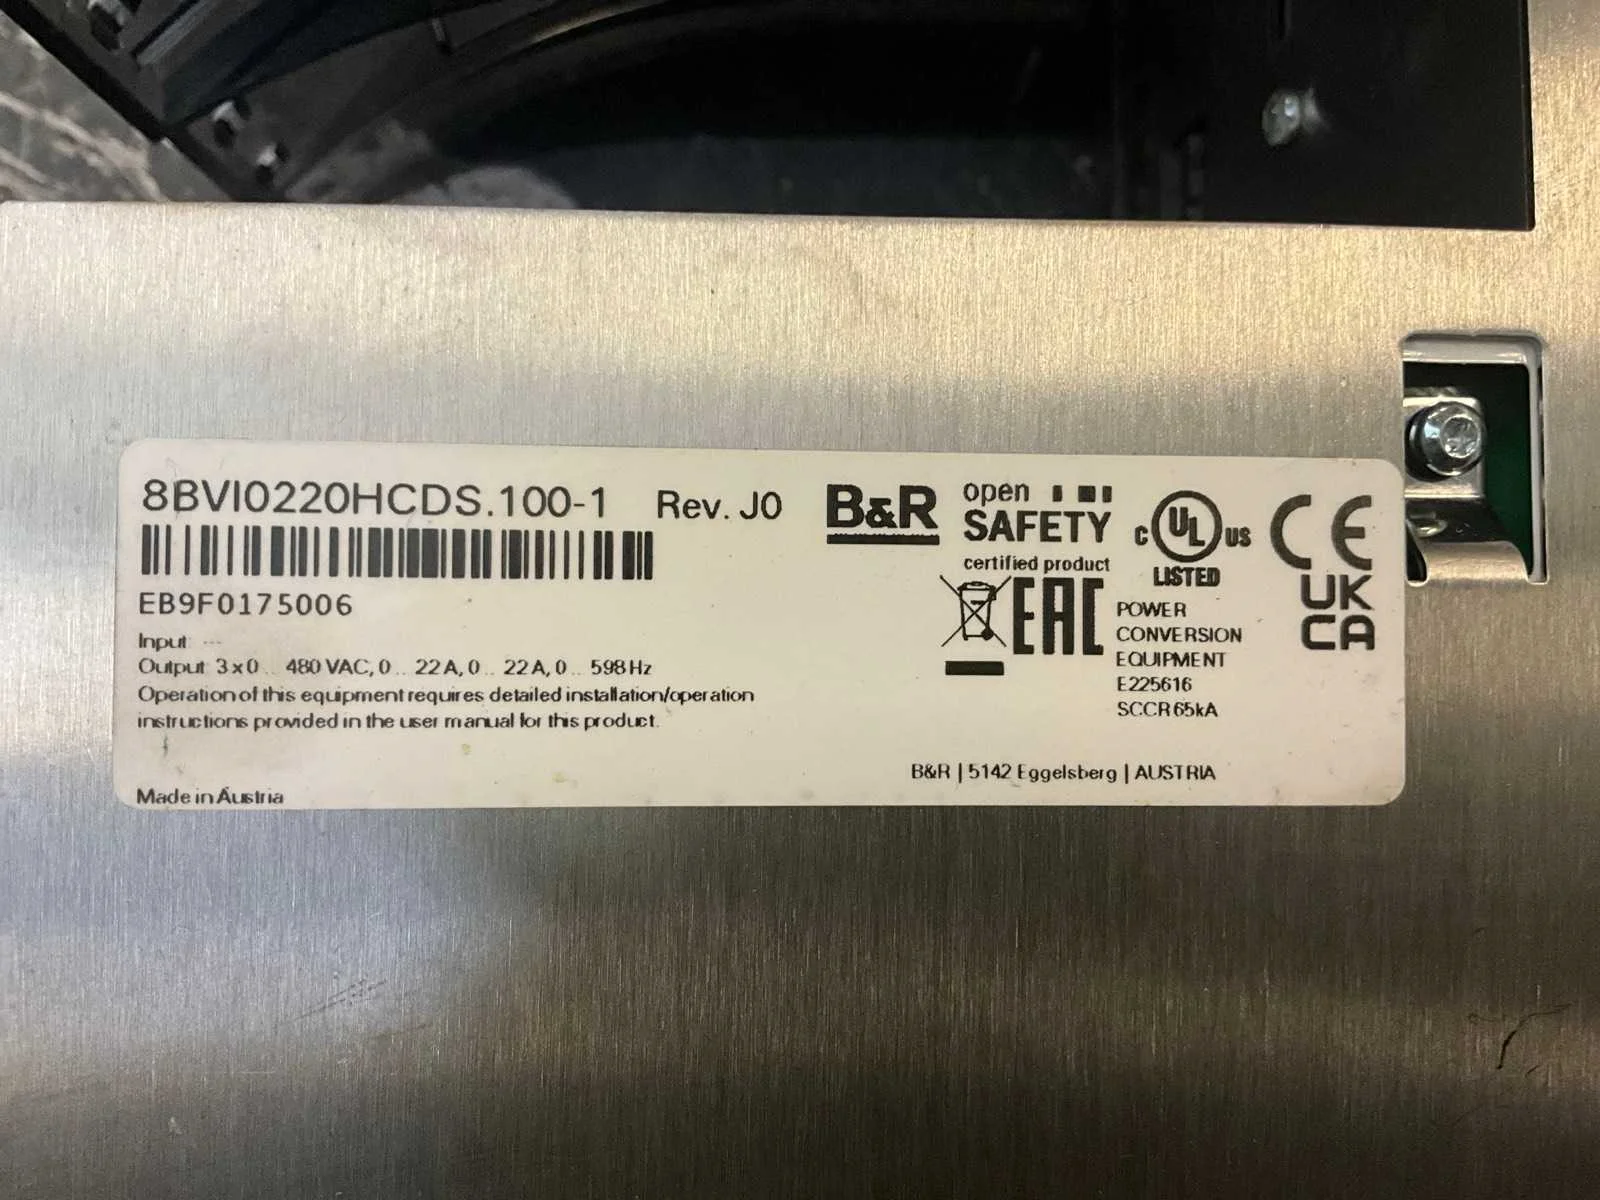 8BVI0220HCDS.100-1 Rev. J0
EB9F0175006
Input: ---
Output: 3 x 0 ... 480 VAC, 0 ... 22 A, 0 ... 22 A, 0 ... 598 Hz
Operation of this equipment requires detailed installation/operation
instructions provided in the user manual for this product.
Made in Austria
B&R
open
SAFETY
certified product
EAC
c UL us
LISTED
POWER
CONVERSION
EQUIPMENT
E225616
SCCR 65kA
CE
UK
CA
B&R | 5142 Eggelsberg | AUSTRIA